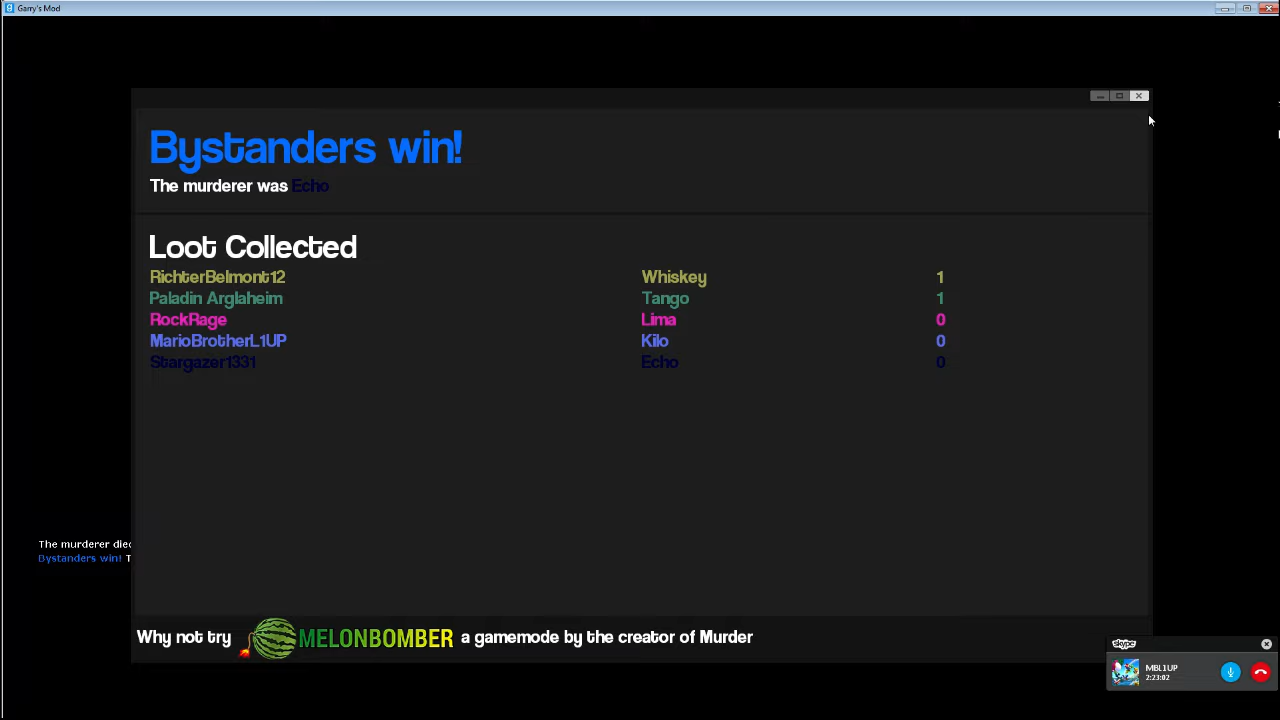 Garry's Mod
Bystanders win!
The murderer was Echo
Loot Collected
RichterBelmont12 Whiskey 1
Paladin Arglaheim Tango 1
RockRage Lima 0
MarioBrotherL1UP Kilo 0
Stargazer1331 Echo 0
The murderer died
Bystanders win! T
Why not try MELONBOMBER a gamemode by the creator of Murder
skype
MBL1UP
2:23:02